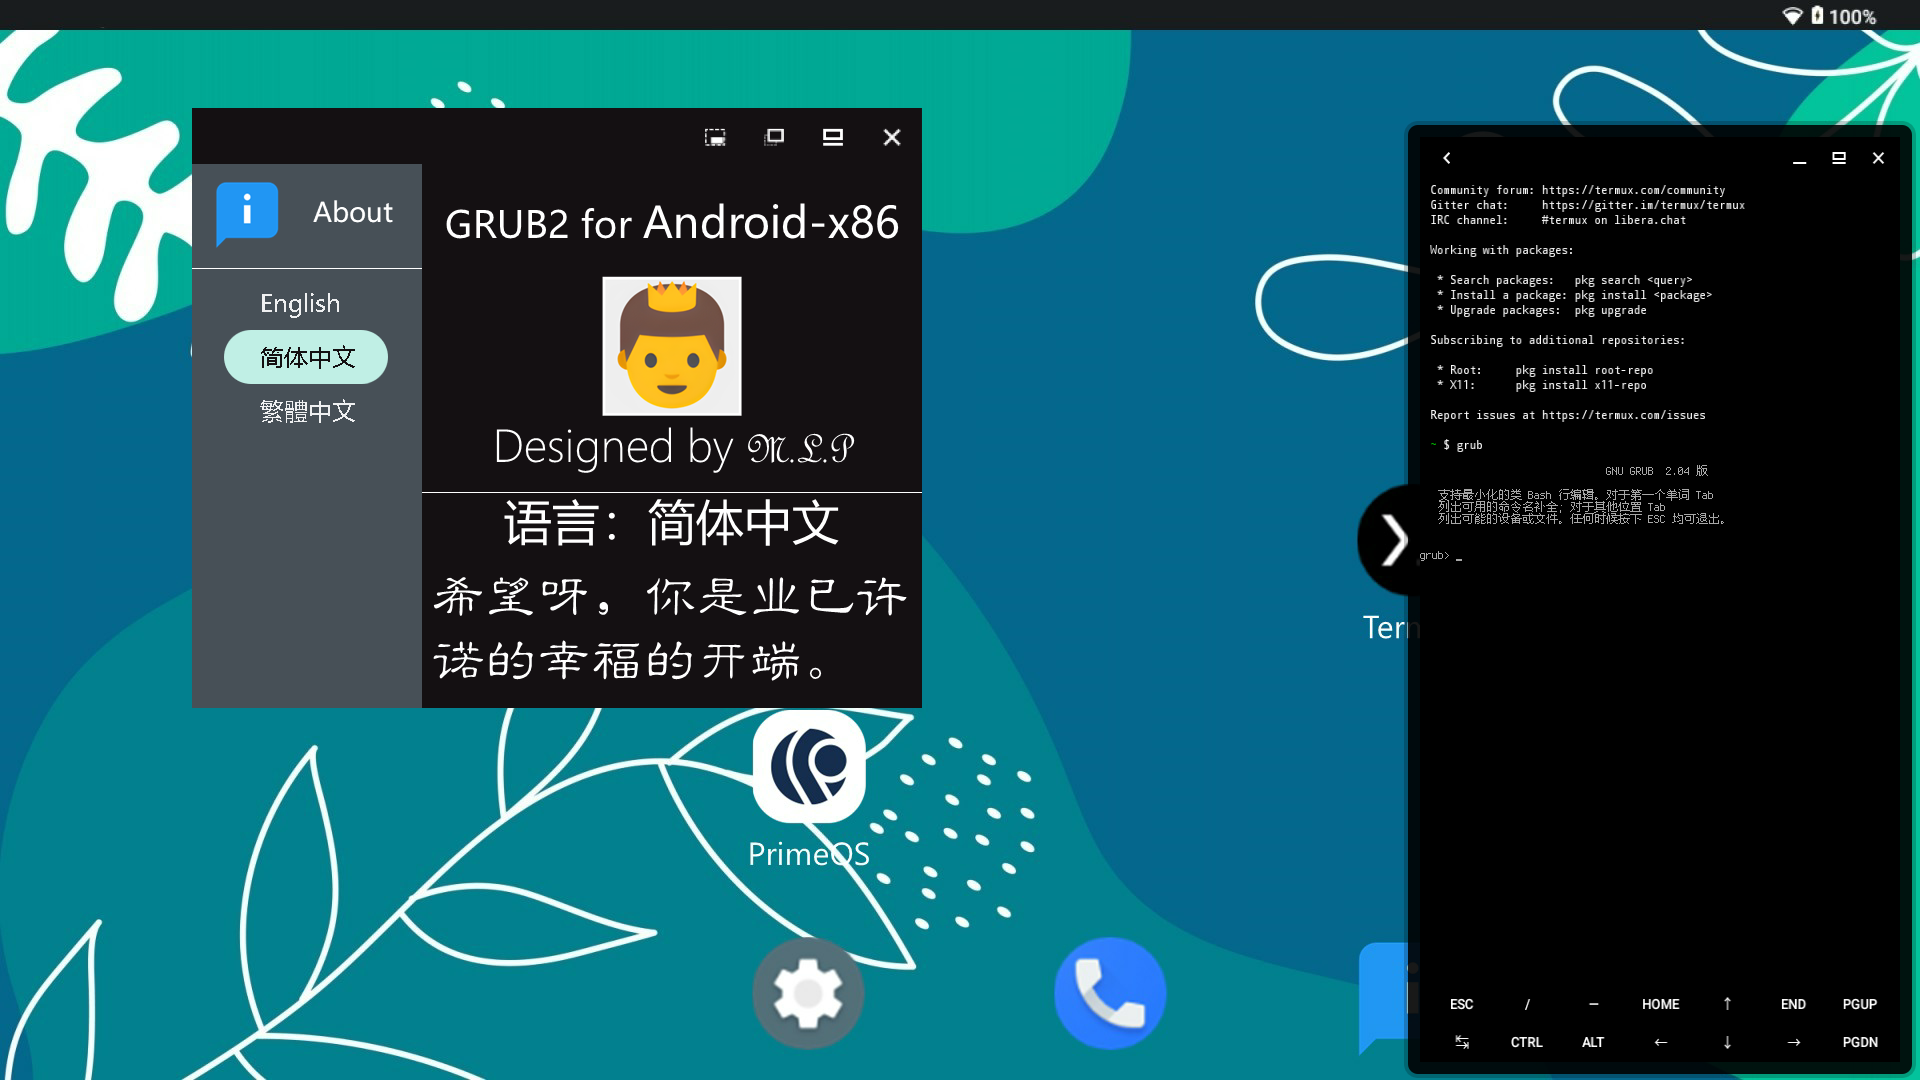 100%
About
English
简体中文
繁體中文
GRUB2 for Android-x86
Designed by 𝔐.ℒ.𝒫
语言：简体中文
希望呀，你是业已许
诺的幸福的开端。
PrimeOS
Term
Community forum: https://termux.com/community
Gitter chat: https://gitter.im/termux/termux
IRC channel: #termux on libera.chat
Working with packages:
* Search packages: pkg search <query>
* Install a package: pkg install <package>
* Upgrade packages: pkg upgrade
Subscribing to additional repositories:
* Root: pkg install root-repo
* X11: pkg install x11-repo
Report issues at https://termux.com/issues
~ $ grub
GNU GRUB 2.04 版
支持最小化的类 Bash 行编辑。对于第一个单词 Tab
列出可用的命令名补全；对于其他位置 Tab
列出可能的设备或文件。任何时候按下 ESC 均可退出。
grub> _
ESC / — HOME ↑ END PGUP
↹ CTRL ALT ← ↓ → PGDN